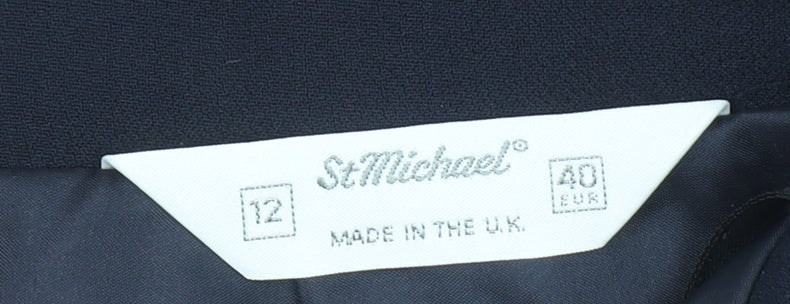 St Michael®
12
40
EUR
MADE IN THE U.K.